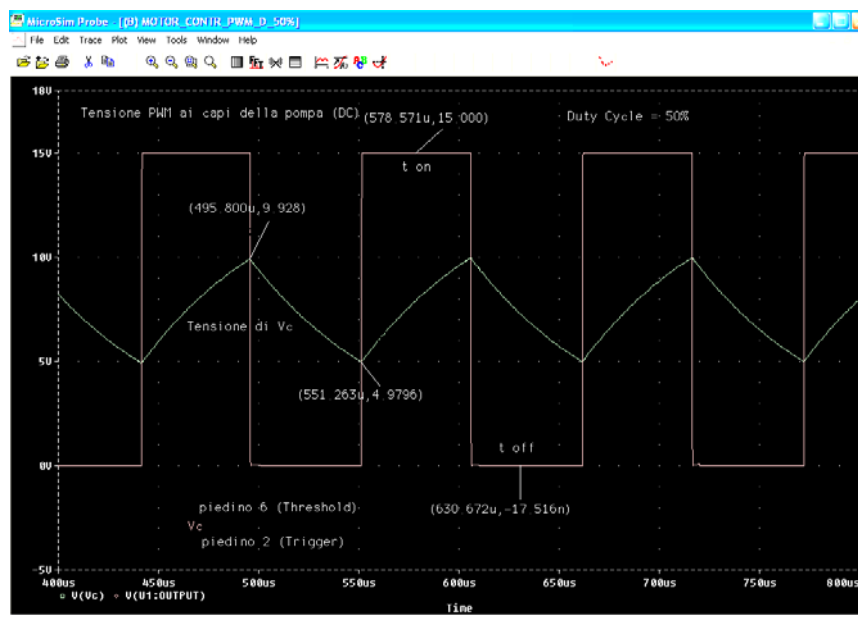 MicroSim Probe - [(B) MOTOR_CONTR_PWM_D_50%]
File Edit Trace Plot View Tools Window Help
18V
Tensione PWM ai capi della pompa (DC)
(578.571u,15.000)
Duty Cycle = 50%
15V
t on
(495.800u,9.928)
10V
Tensione di Vc
5V
(551.263u,4.9796)
t off
0V
piedino 6 (Threshold)
(630.672u,-17.516n)
Vc
piedino 2 (Trigger)
-5V
400us 450us 500us 550us 600us 650us 700us 750us 800us
V(Vc) V(U1:OUTPUT)
Time